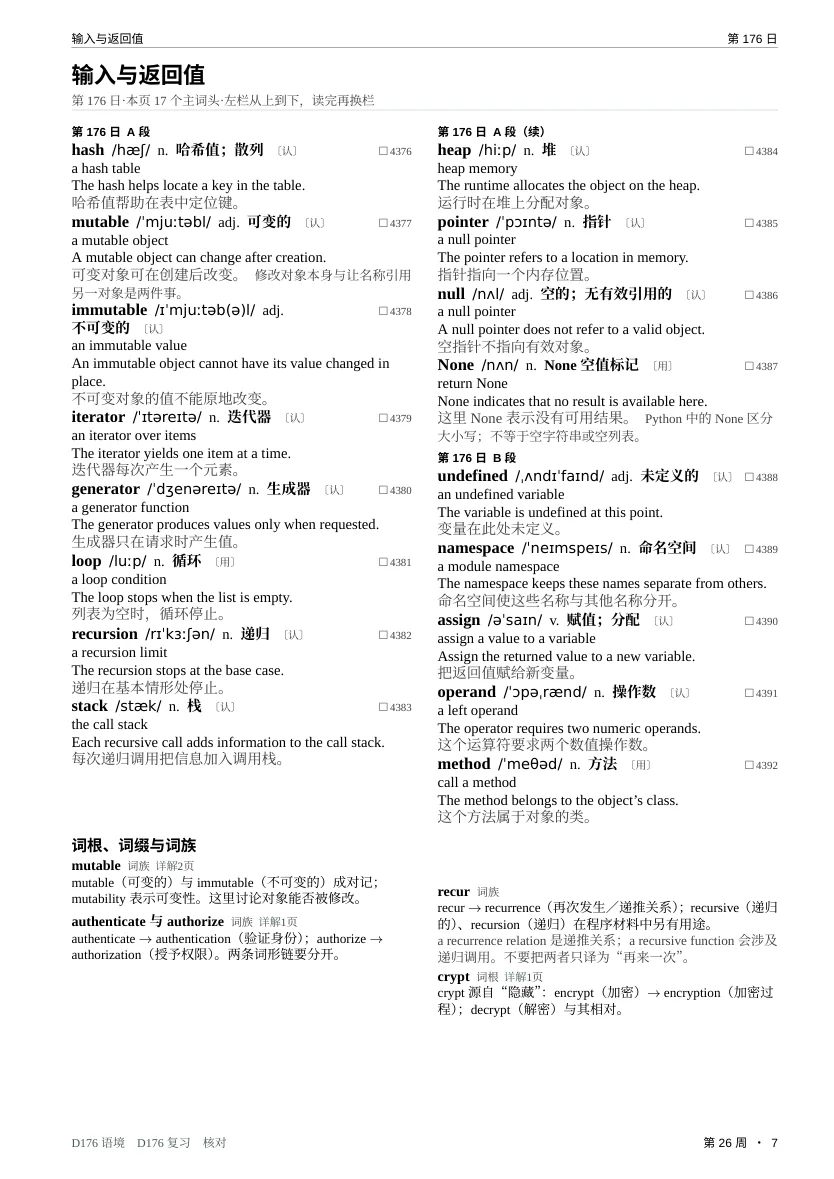 输入与返回值 第 176 日
输入与返回值
第 176 日·本页 17 个主词头·左栏从上到下，读完再换栏
第 176 日 A 段
hash /hæʃ/ n. 哈希值；散列 〔认〕 □ 4376
a hash table
The hash helps locate a key in the table.
哈希值帮助在表中定位键。
mutable /ˈmjuːtəbl/ adj. 可变的 〔认〕 □ 4377
a mutable object
A mutable object can change after creation.
可变对象可在创建后改变。 修改对象本身与让名称引用
另一对象是两件事。
immutable /ɪˈmjuːtəb(ə)l/ adj. □ 4378
不可变的 〔认〕
an immutable value
An immutable object cannot have its value changed in
place.
不可变对象的值不能原地改变。
iterator /ˈɪtəreɪtə/ n. 迭代器 〔认〕 □ 4379
an iterator over items
The iterator yields one item at a time.
迭代器每次产生一个元素。
generator /ˈdʒenəreɪtə/ n. 生成器 〔认〕 □ 4380
a generator function
The generator produces values only when requested.
生成器只在请求时产生值。
loop /luːp/ n. 循环 〔用〕 □ 4381
a loop condition
The loop stops when the list is empty.
列表为空时，循环停止。
recursion /rɪˈkɜːʃən/ n. 递归 〔认〕 □ 4382
a recursion limit
The recursion stops at the base case.
递归在基本情形处停止。
stack /stæk/ n. 栈 〔认〕 □ 4383
the call stack
Each recursive call adds information to the call stack.
每次递归调用把信息加入调用栈。
第 176 日 A 段（续）
heap /hiːp/ n. 堆 〔认〕 □ 4384
heap memory
The runtime allocates the object on the heap.
运行时在堆上分配对象。
pointer /ˈpɔɪntə/ n. 指针 〔认〕 □ 4385
a null pointer
The pointer refers to a location in memory.
指针指向一个内存位置。
null /nʌl/ adj. 空的；无有效引用的 〔认〕 □ 4386
a null pointer
A null pointer does not refer to a valid object.
空指针不指向有效对象。
None /nʌn/ n. None 空值标记 〔用〕 □ 4387
return None
None indicates that no result is available here.
这里 None 表示没有可用结果。 Python 中的 None 区分
大小写；不等于空字符串或空列表。
第 176 日 B 段
undefined /ˌʌndɪˈfaɪnd/ adj. 未定义的 〔认〕 □ 4388
an undefined variable
The variable is undefined at this point.
变量在此处未定义。
namespace /ˈneɪmspeɪs/ n. 命名空间 〔认〕 □ 4389
a module namespace
The namespace keeps these names separate from others.
命名空间使这些名称与其他名称分开。
assign /əˈsaɪn/ v. 赋值；分配 〔认〕 □ 4390
assign a value to a variable
Assign the returned value to a new variable.
把返回值赋给新变量。
operand /ˈɔpəˌrænd/ n. 操作数 〔认〕 □ 4391
a left operand
The operator requires two numeric operands.
这个运算符要求两个数值操作数。
method /ˈmeθəd/ n. 方法 〔用〕 □ 4392
call a method
The method belongs to the object’s class.
这个方法属于对象的类。
词根、词缀与词族
mutable 词族 详解2页
mutable（可变的）与 immutable（不可变的）成对记；
mutability 表示可变性。这里讨论对象能否被修改。
authenticate 与 authorize 词族 详解1页
authenticate → authentication（验证身份）；authorize →
authorization（授予权限）。两条词形链要分开。
recur 词族
recur → recurrence（再次发生／递推关系）；recursive（递归
的）、recursion（递归）在程序材料中另有用途。
a recurrence relation 是递推关系；a recursive function 会涉及
递归调用。不要把两者只译为“再来一次”。
crypt 词根 详解1页
crypt 源自“隐藏”：encrypt（加密）→ encryption（加密过
程）；decrypt（解密）与其相对。
D176 语境 D176 复习 核对 第 26 周 · 7